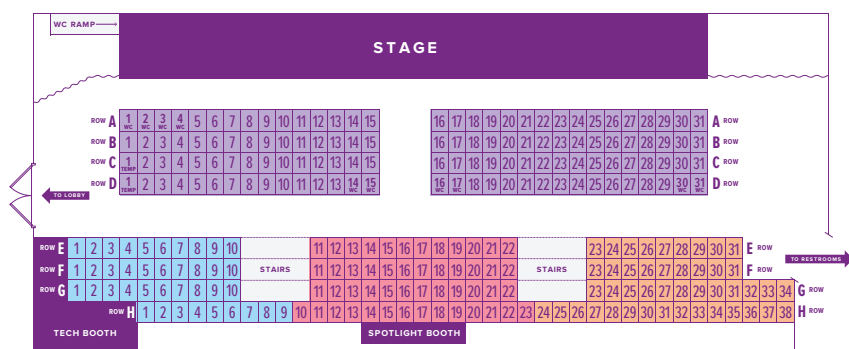 WC RAMP
STAGE
ROW A 1 WC 2 WC 3 WC 4 WC 5 6 7 8 9 10 11 12 13 14 15 16 17 18 19 20 21 22 23 24 25 26 27 28 29 30 31 A ROW
ROW B 1 2 3 4 5 6 7 8 9 10 11 12 13 14 15 16 17 18 19 20 21 22 23 24 25 26 27 28 29 30 31 B ROW
ROW C 1 TEMP 2 3 4 5 6 7 8 9 10 11 12 13 14 15 16 17 18 19 20 21 22 23 24 25 26 27 28 29 30 31 C ROW
ROW D 1 TEMP 2 3 4 5 6 7 8 9 10 11 12 13 14 WC 15 WC 16 WC 17 WC 18 19 20 21 22 23 24 25 26 27 28 29 30 WC 31 WC D ROW
TO LOBBY
ROW E 1 2 3 4 5 6 7 8 9 10 11 12 13 14 15 16 17 18 19 20 21 22 23 24 25 26 27 28 29 30 31 E ROW
TO RESTROOMS
ROW F 1 2 3 4 5 6 7 8 9 10 STAIRS 11 12 13 14 15 16 17 18 19 20 21 22 STAIRS 23 24 25 26 27 28 29 30 31 F ROW
ROW G 1 2 3 4 5 6 7 8 9 10 11 12 13 14 15 16 17 18 19 20 21 22 23 24 25 26 27 28 29 30 31 32 33 34 G ROW
ROW H 1 2 3 4 5 6 7 8 9 10 11 12 13 14 15 16 17 18 19 20 21 22 23 24 25 26 27 28 29 30 31 32 33 34 35 36 37 38 H ROW
TECH BOOTH
SPOTLIGHT BOOTH